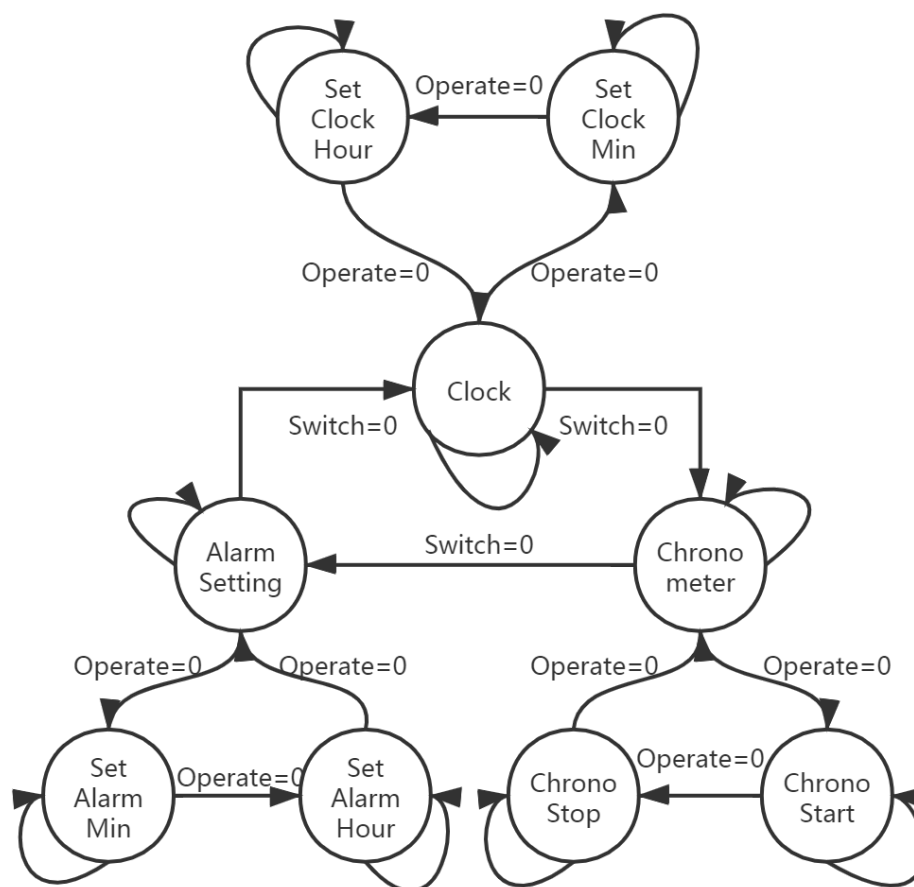 Set
Clock
Hour
Operate=0
Set
Clock
Min
Operate=0
Operate=0
Clock
Switch=0
Switch=0
Alarm
Setting
Switch=0
Chrono
meter
Operate=0
Operate=0
Operate=0
Operate=0
Set
Alarm
Min
Operate=0
Set
Alarm
Hour
Chrono
Stop
Operate=0
Chrono
Start